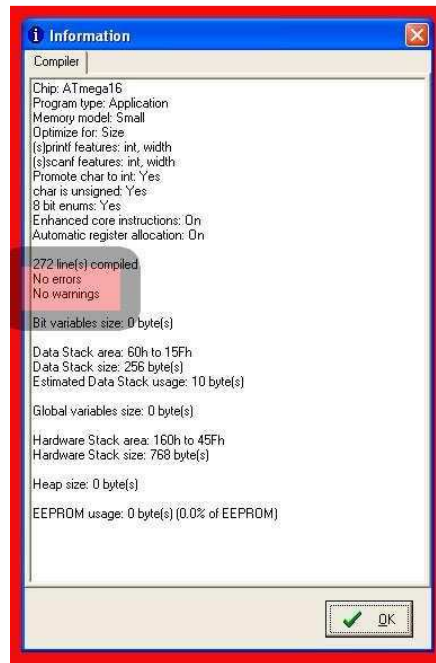 Information
Compiler
Chip: ATmega16
Program type: Application
Memory model: Small
Optimize for: Size
(s)printf features: int, width
(s)scanf features: int, width
Promote char to int: Yes
char is unsigned: Yes
8 bit enums: Yes
Enhanced core instructions: On
Automatic register allocation: On
272 line(s) compiled
No errors
No warnings
Bit variables size: 0 byte(s)
Data Stack area: 60h to 15Fh
Data Stack size: 256 byte(s)
Estimated Data Stack usage: 10 byte(s)
Global variables size: 0 byte(s)
Hardware Stack area: 160h to 45Fh
Hardware Stack size: 768 byte(s)
Heap size: 0 byte(s)
EEPROM usage: 0 byte(s) (0.0% of EEPROM)
OK